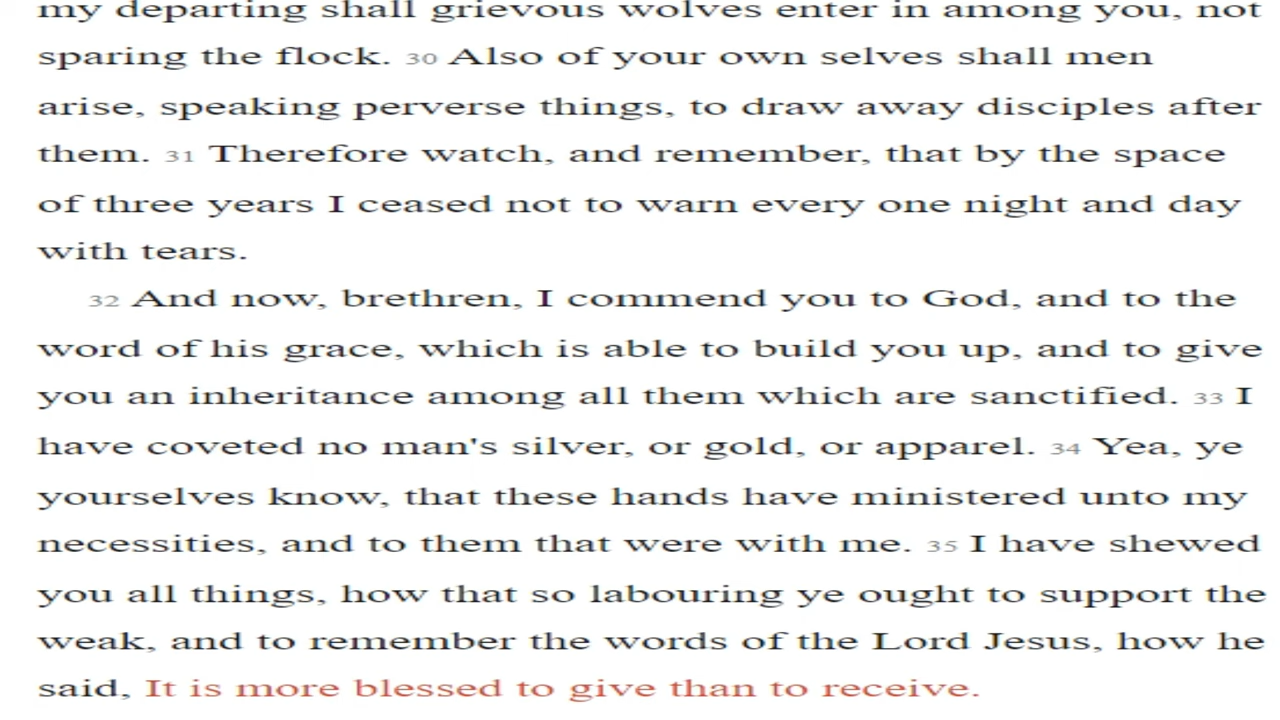 my departing shall grievous wolves enter in among you, not
sparing the flock. 30 Also of your own selves shall men
arise, speaking perverse things, to draw away disciples after
them. 31 Therefore watch, and remember, that by the space
of three years I ceased not to warn every one night and day
with tears.
32 And now, brethren, I commend you to God, and to the
word of his grace, which is able to build you up, and to give
you an inheritance among all them which are sanctified. 33 I
have coveted no man's silver, or gold, or apparel. 34 Yea, ye
yourselves know, that these hands have ministered unto my
necessities, and to them that were with me. 35 I have shewed
you all things, how that so labouring ye ought to support the
weak, and to remember the words of the Lord Jesus, how he
said, It is more blessed to give than to receive.